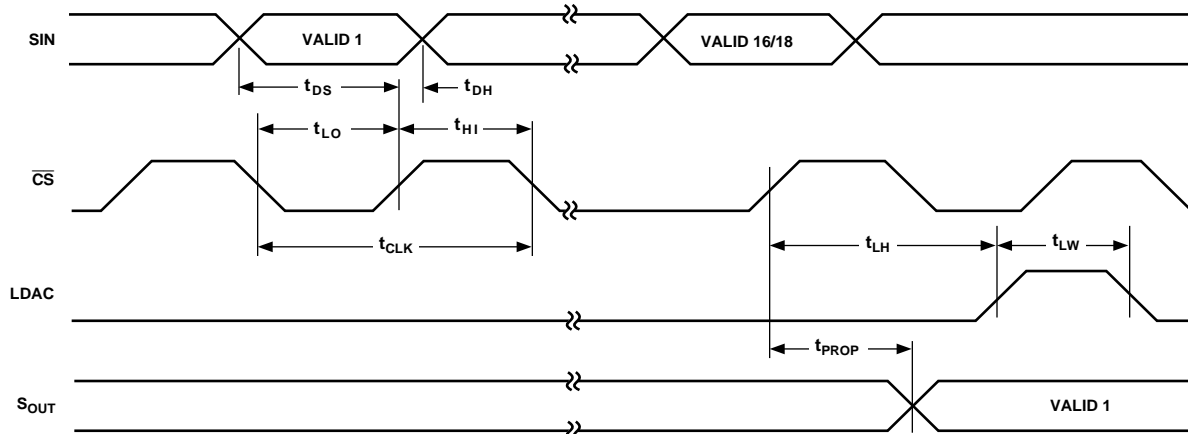 SIN
VALID 1
VALID 16/18
tDS
tDH
tLO
tHI
CS
tCLK
tLH
tLW
LDAC
tPROP
SOUT
VALID 1